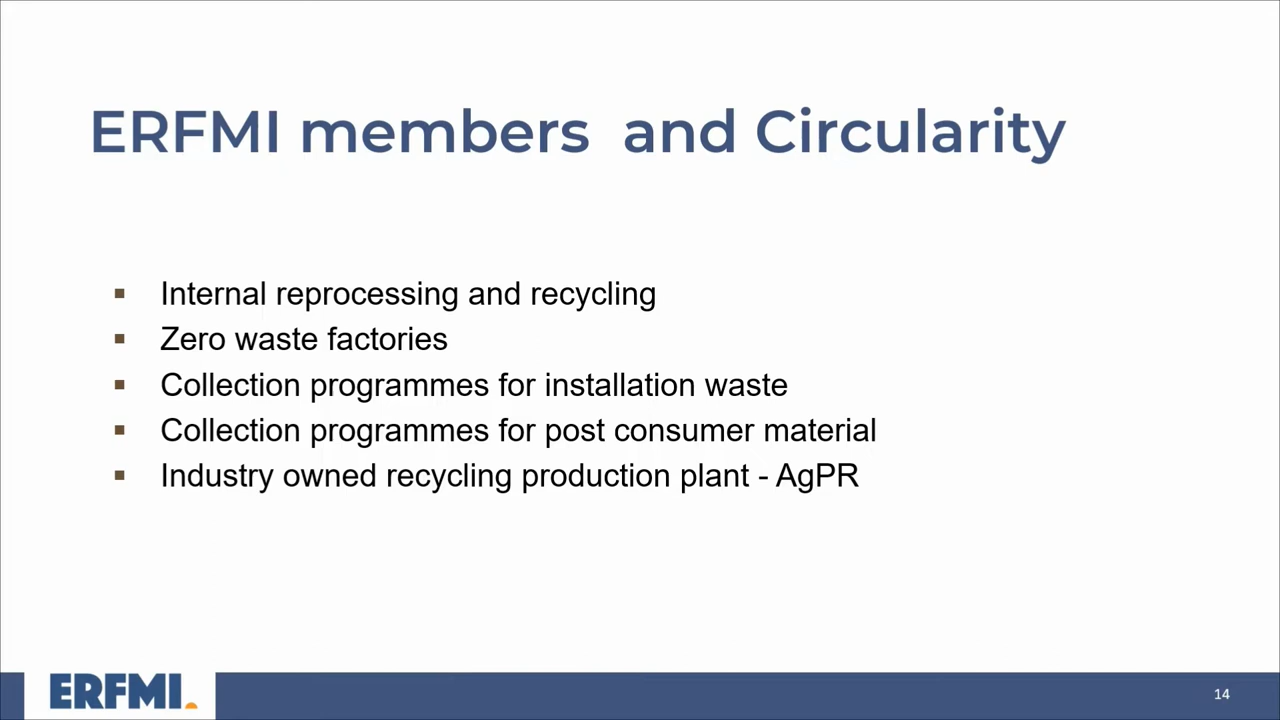 ERFMI members  and Circularity
▪ Internal reprocessing and recycling
▪ Zero waste factories
▪ Collection programmes for installation waste
▪ Collection programmes for post consumer material
▪ Industry owned recycling production plant - AgPR
ERFMI.
14